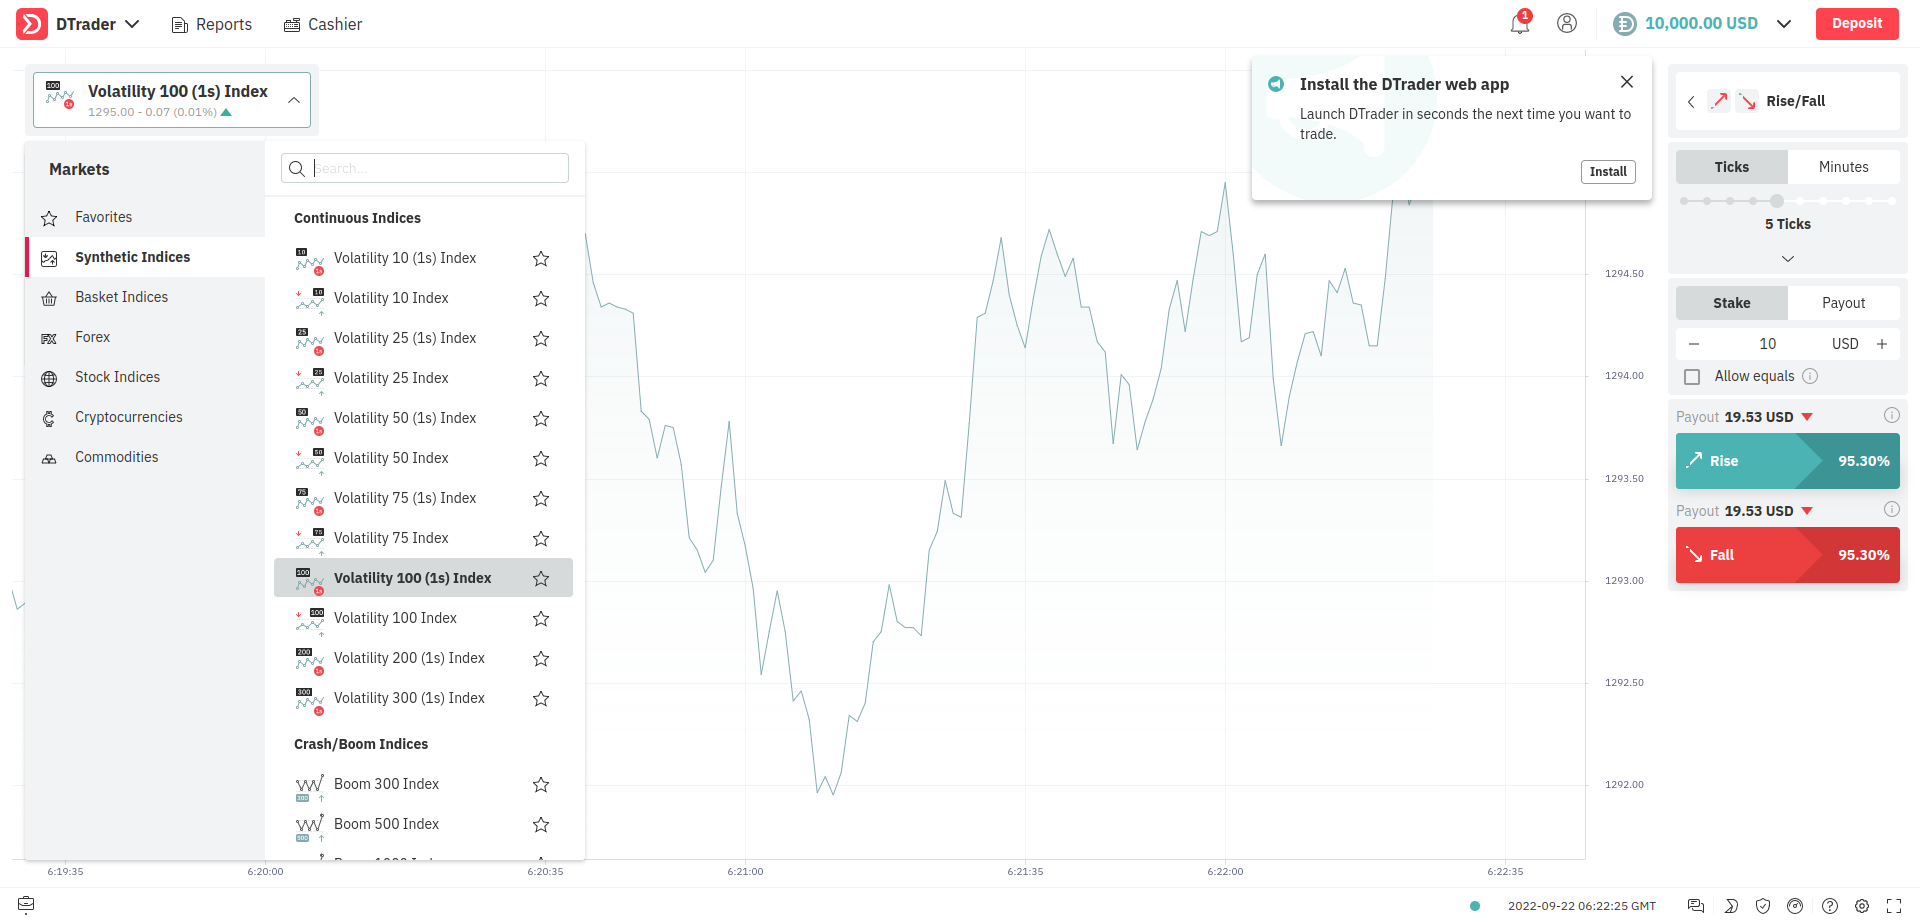 DTrader
Reports
Cashier
1
10,000.00 USD
Deposit
Volatility 100 (1s) Index
1295.00 - 0.07 (0.01%)
Markets
Favorites
Synthetic Indices
Basket Indices
Forex
Stock Indices
Cryptocurrencies
Commodities
Search...
Continuous Indices
Volatility 10 (1s) Index
Volatility 10 Index
Volatility 25 (1s) Index
Volatility 25 Index
Volatility 50 (1s) Index
Volatility 50 Index
Volatility 75 (1s) Index
Volatility 75 Index
Volatility 100 (1s) Index
Volatility 100 Index
Volatility 200 (1s) Index
Volatility 300 (1s) Index
Crash/Boom Indices
Boom 300 Index
Boom 500 Index
Install the DTrader web app
Launch DTrader in seconds the next time you want to
trade.
Install
1294.50
1294.00
1293.50
1293.00
1292.50
1292.00
6:19:35
6:20:00
6:20:35
6:21:00
6:21:35
6:22:00
6:22:35
Rise/Fall
Ticks
Minutes
5 Ticks
Stake
Payout
10
USD
Allow equals
Payout 19.53 USD
Rise
95.30%
Payout 19.53 USD
Fall
95.30%
2022-09-22 06:22:25 GMT